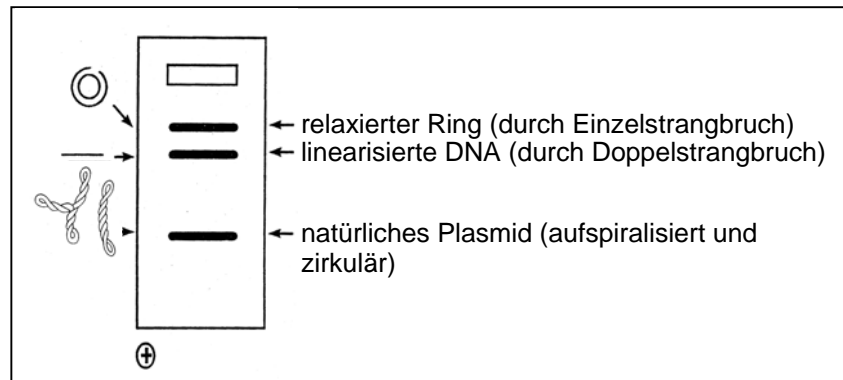 relaxierter Ring (durch Einzelstrangbruch)
linearisierte DNA (durch Doppelstrangbruch)
natürliches Plasmid (aufspiralisiert und
zirkulär)
+